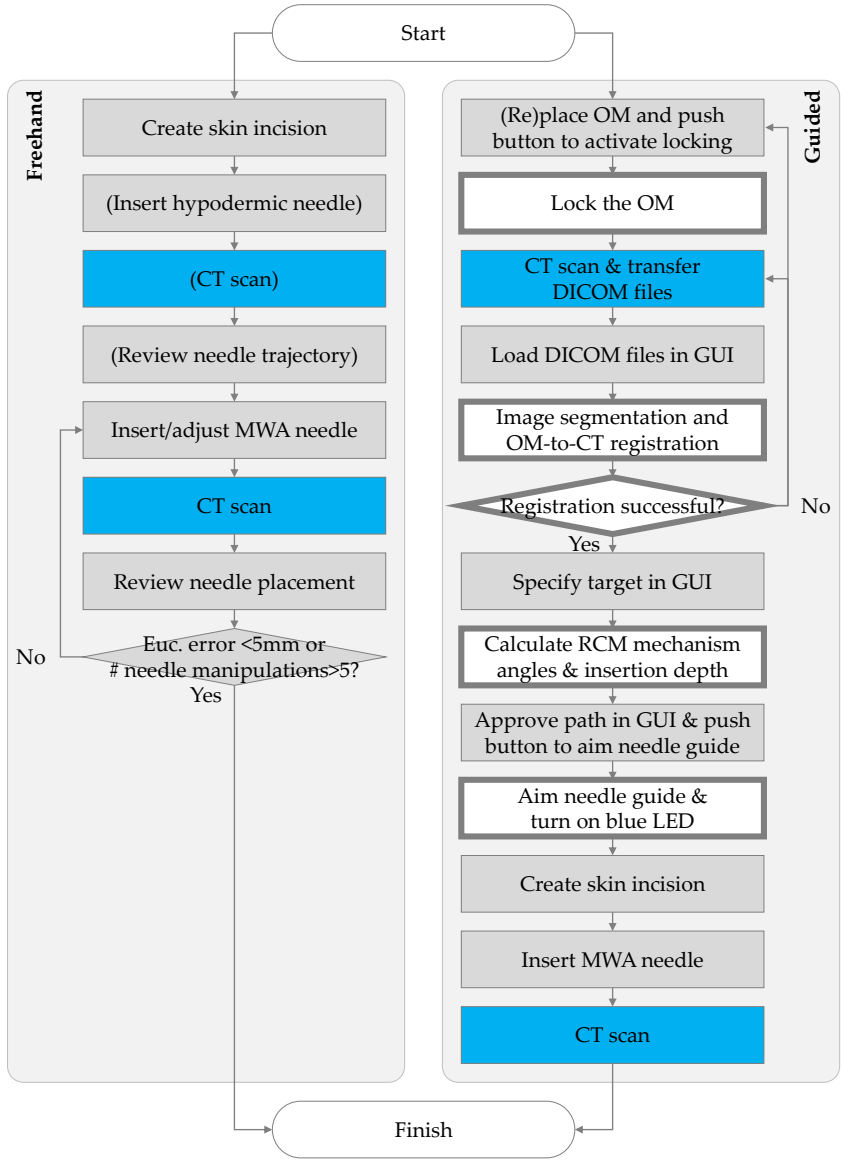 Start
Freehand
Create skin incision
(Insert hypodermic needle)
(CT scan)
(Review needle trajectory)
Insert/adjust MWA needle
CT scan
Review needle placement
Euc. error <5mm or
# needle manipulations>5?
No
Yes
Guided
(Re)place OM and push
button to activate locking
Lock the OM
CT scan & transfer
DICOM files
Load DICOM files in GUI
Image segmentation and
OM-to-CT registration
Registration successful?
No
Yes
Specify target in GUI
Calculate RCM mechanism
angles & insertion depth
Approve path in GUI & push
button to aim needle guide
Aim needle guide &
turn on blue LED
Create skin incision
Insert MWA needle
CT scan
Finish